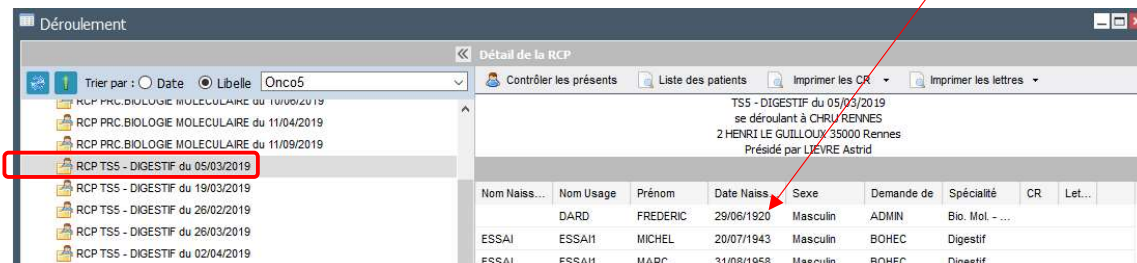 Déroulement
Détail de la RCP
Trier par : Date Libelle Onco5
Contrôler les présents Liste des patients Imprimer les CR Imprimer les lettres
RCP PRC.BIOLOGIE MOLECULAIRE du 10/06/2019
RCP PRC.BIOLOGIE MOLECULAIRE du 11/04/2019
RCP PRC.BIOLOGIE MOLECULAIRE du 11/09/2019
RCP TS5 - DIGESTIF du 05/03/2019
RCP TS5 - DIGESTIF du 19/03/2019
RCP TS5 - DIGESTIF du 26/02/2019
RCP TS5 - DIGESTIF du 26/03/2019
RCP TS5 - DIGESTIF du 02/04/2019
TS5 - DIGESTIF du 05/03/2019
se déroulant à CHRU RENNES
2 HENRI LE GUILLOUX 35000 Rennes
Présidé par LIEVRE Astrid
Nom Naiss... Nom Usage Prénom Date Naiss... Sexe Demande de Spécialité CR Let...
DARD FREDERIC 29/06/1920 Masculin ADMIN Bio. Mol. - ...
ESSAI ESSAI1 MICHEL 20/07/1943 Masculin BOHEC Digestif
ESSAI ESSAI1 MARC 31/08/1958 Masculin BOHEC Digestif